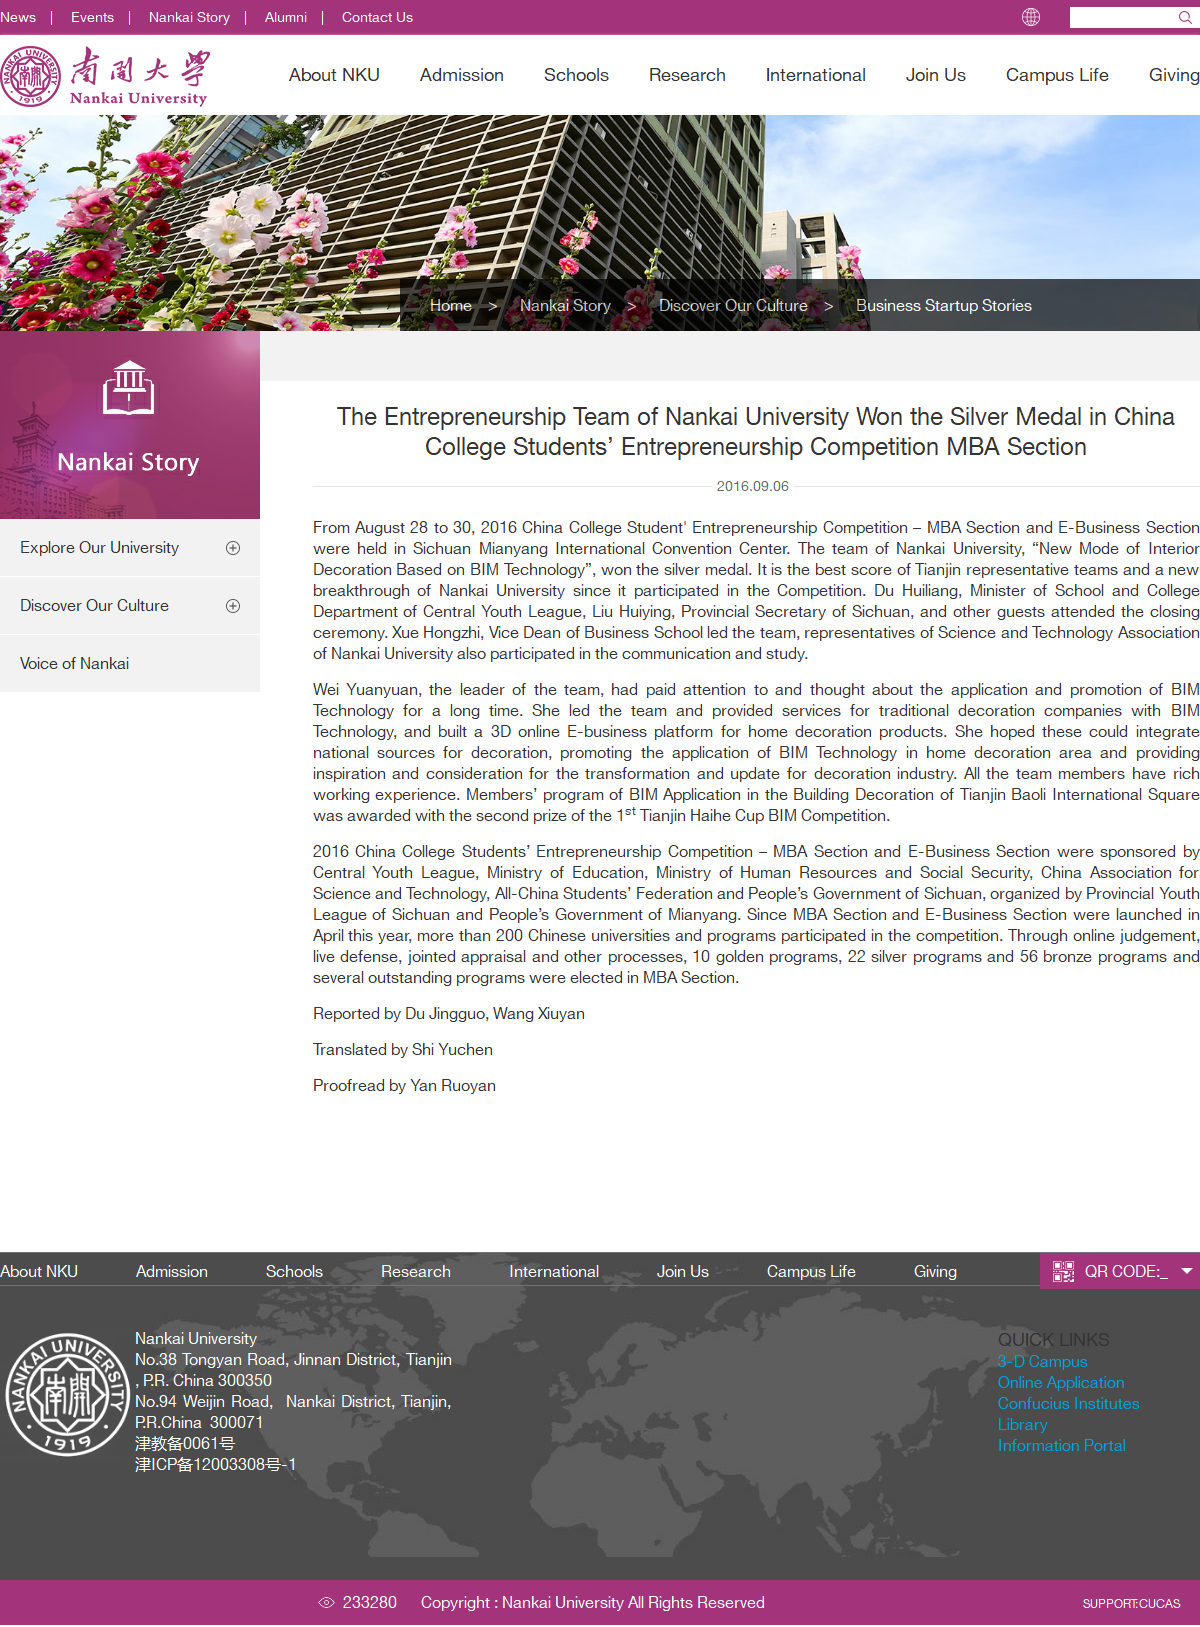 News | Events | Nankai Story | Alumni | Contact Us
南開大學
Nankai University
NANKAI UNIVERSITY
南開
1919
About NKU Admission Schools Research International Join Us Campus Life Giving
Home > Nankai Story > Discover Our Culture > Business Startup Stories
Nankai Story
Explore Our University
Discover Our Culture
Voice of Nankai
The Entrepreneurship Team of Nankai University Won the Silver Medal in China
College Students’ Entrepreneurship Competition MBA Section
2016.09.06
From August 28 to 30, 2016 China College Student' Entrepreneurship Competition – MBA Section and E-Business Section
were held in Sichuan Mianyang International Convention Center. The team of Nankai University, “New Mode of Interior
Decoration Based on BIM Technology”, won the silver medal. It is the best score of Tianjin representative teams and a new
breakthrough of Nankai University since it participated in the Competition. Du Huiliang, Minister of School and College
Department of Central Youth League, Liu Huiying, Provincial Secretary of Sichuan, and other guests attended the closing
ceremony. Xue Hongzhi, Vice Dean of Business School led the team, representatives of Science and Technology Association
of Nankai University also participated in the communication and study.
Wei Yuanyuan, the leader of the team, had paid attention to and thought about the application and promotion of BIM
Technology for a long time. She led the team and provided services for traditional decoration companies with BIM
Technology, and built a 3D online E-business platform for home decoration products. She hoped these could integrate
national sources for decoration, promoting the application of BIM Technology in home decoration area and providing
inspiration and consideration for the transformation and update for decoration industry. All the team members have rich
working experience. Members’ program of BIM Application in the Building Decoration of Tianjin Baoli International Square
was awarded with the second prize of the 1st Tianjin Haihe Cup BIM Competition.
2016 China College Students’ Entrepreneurship Competition – MBA Section and E-Business Section were sponsored by
Central Youth League, Ministry of Education, Ministry of Human Resources and Social Security, China Association for
Science and Technology, All-China Students’ Federation and People’s Government of Sichuan, organized by Provincial Youth
League of Sichuan and People’s Government of Mianyang. Since MBA Section and E-Business Section were launched in
April this year, more than 200 Chinese universities and programs participated in the competition. Through online judgement,
live defense, jointed appraisal and other processes, 10 golden programs, 22 silver programs and 56 bronze programs and
several outstanding programs were elected in MBA Section.
Reported by Du Jingguo, Wang Xiuyan
Translated by Shi Yuchen
Proofread by Yan Ruoyan
About NKU Admission Schools Research International Join Us Campus Life Giving QR CODE:_
NANKAI UNIVERSITY
南開
1919
Nankai University
No.38 Tongyan Road, Jinnan District, Tianjin
, P.R. China 300350
No.94 Weijin Road, Nankai District, Tianjin,
P.R.China 300071
津教备0061号
津ICP备12003308号-1
QUICK LINKS
3-D Campus
Online Application
Confucius Institutes
Library
Information Portal
233280 Copyright : Nankai University All Rights Reserved
SUPPORT:CUCAS